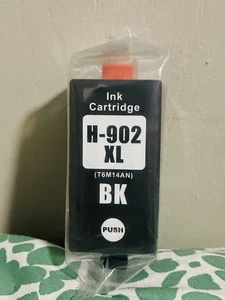 Ink
Cartridge
H-902
XL
(T6M14AN)
BK
PUSH